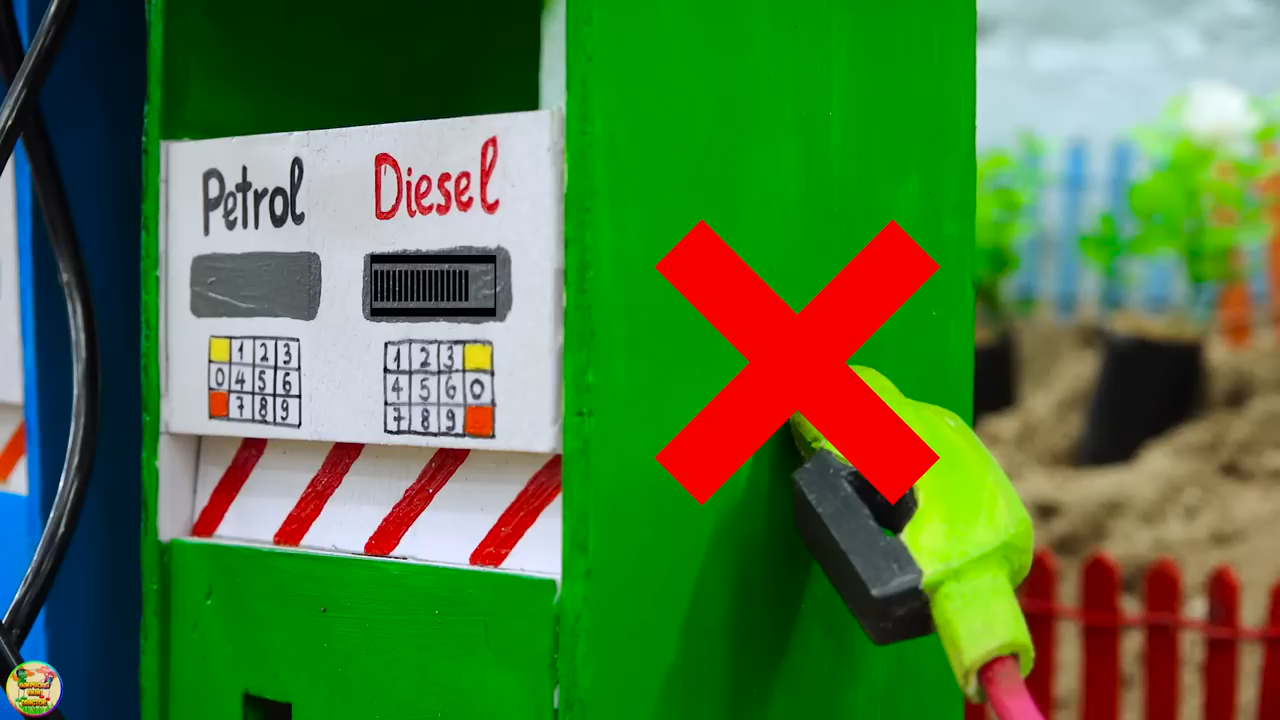 Petrol Diesel
1 2 3 1 2 3
0 4 5 6 4 5 6 0
7 8 9 7 8 9